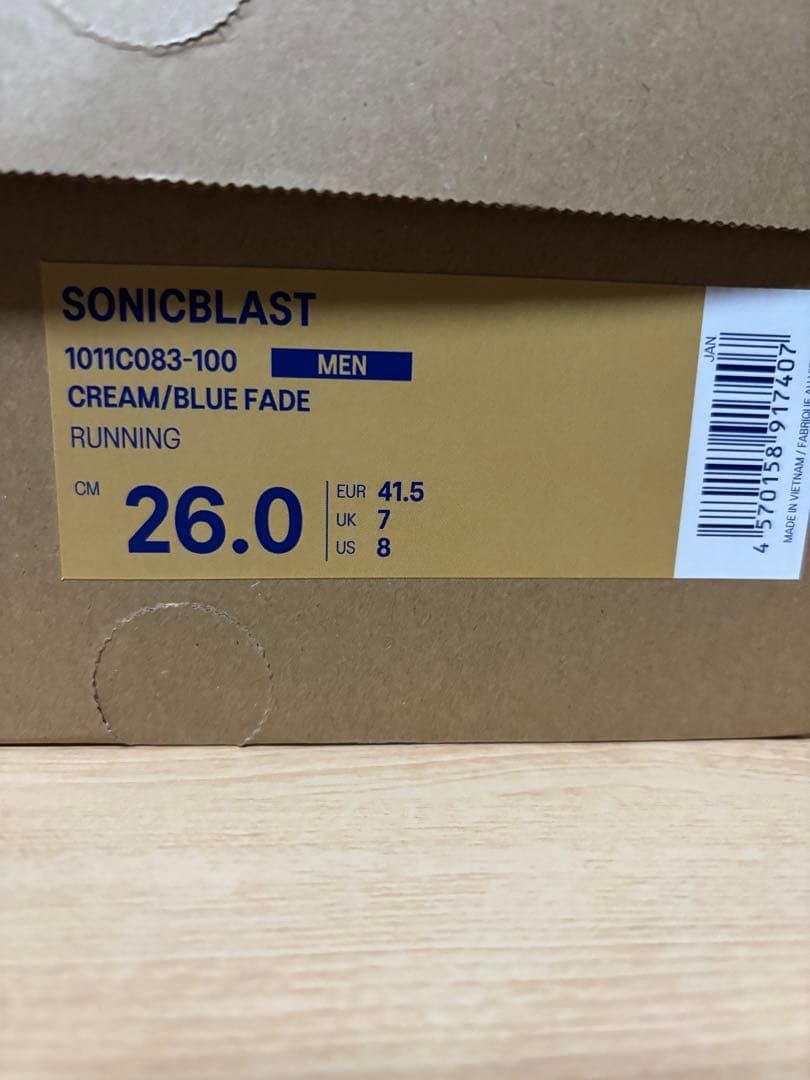 SONICBLAST
1011C083-100 MEN
CREAM/BLUE FADE
RUNNING
CM 26.0
EUR 41.5
UK 7
US 8
JAN
4 570158 917407
MADE IN VIETNAM / FABRIQUÉ AU